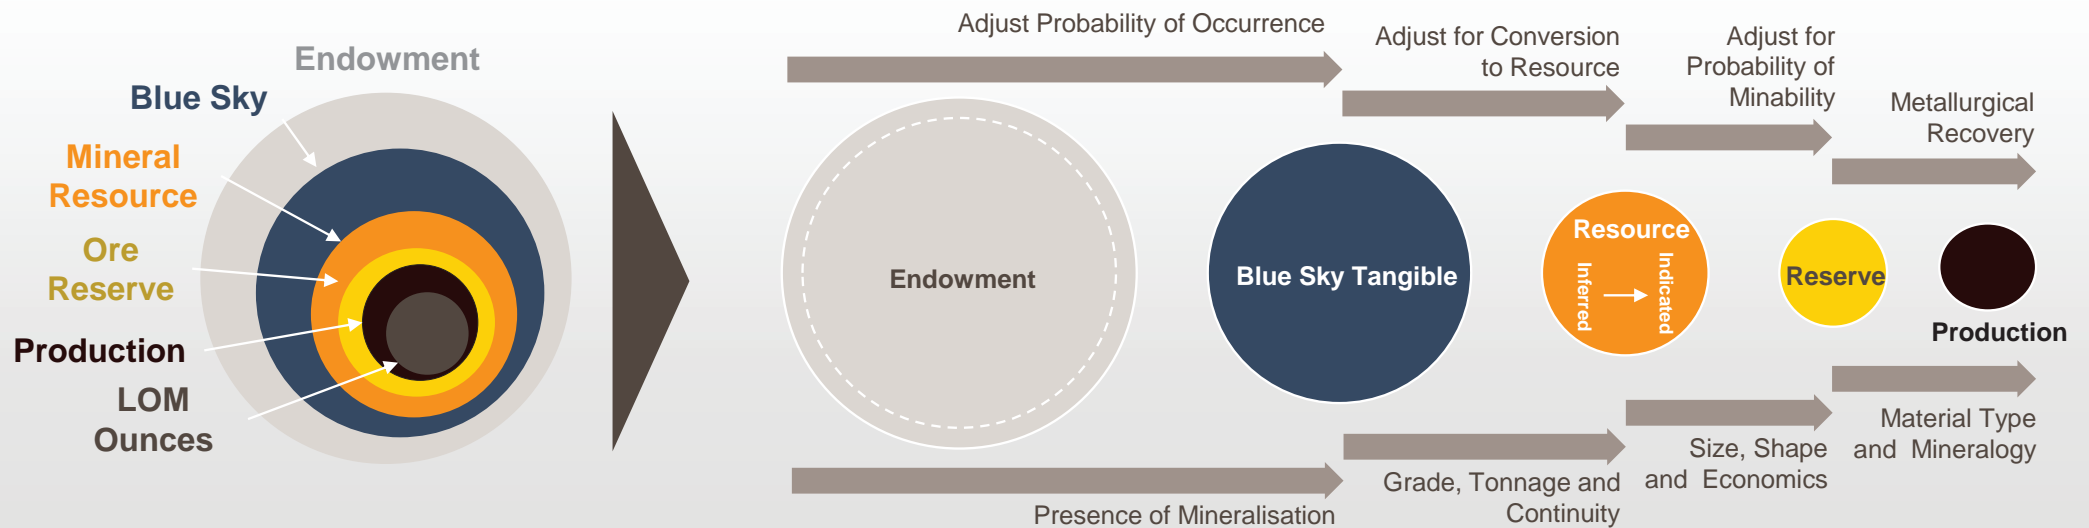 Endowment
Blue Sky
Mineral
Resource
Ore
Reserve
Production
LOM
Ounces
Adjust Probability of Occurrence
Adjust for Conversion
to Resource
Adjust for
Probability of
Minability
Metallurgical
Recovery
Endowment
Blue Sky Tangible
Resource
Inferred
Indicated
Reserve
Production
Presence of Mineralisation
Grade, Tonnage and
Continuity
Size, Shape
and Economics
Material Type
and Mineralogy